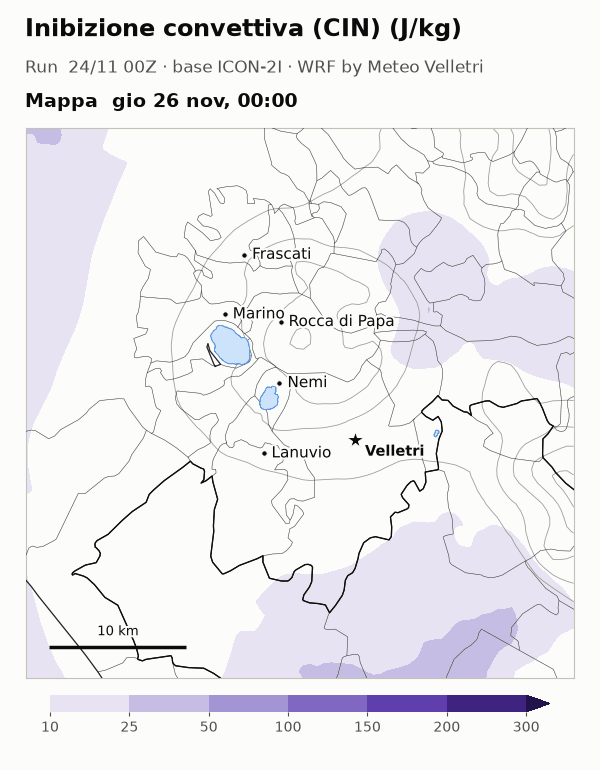 Inibizione convettiva (CIN) (J/kg)
Run  24/11 00Z · base ICON-2I · WRF by Meteo Velletri
Mappa  gio 26 nov, 00:00
Frascati
Marino
Rocca di Papa
Nemi
Velletri
Lanuvio
10 km
10 25 50 100 150 200 300